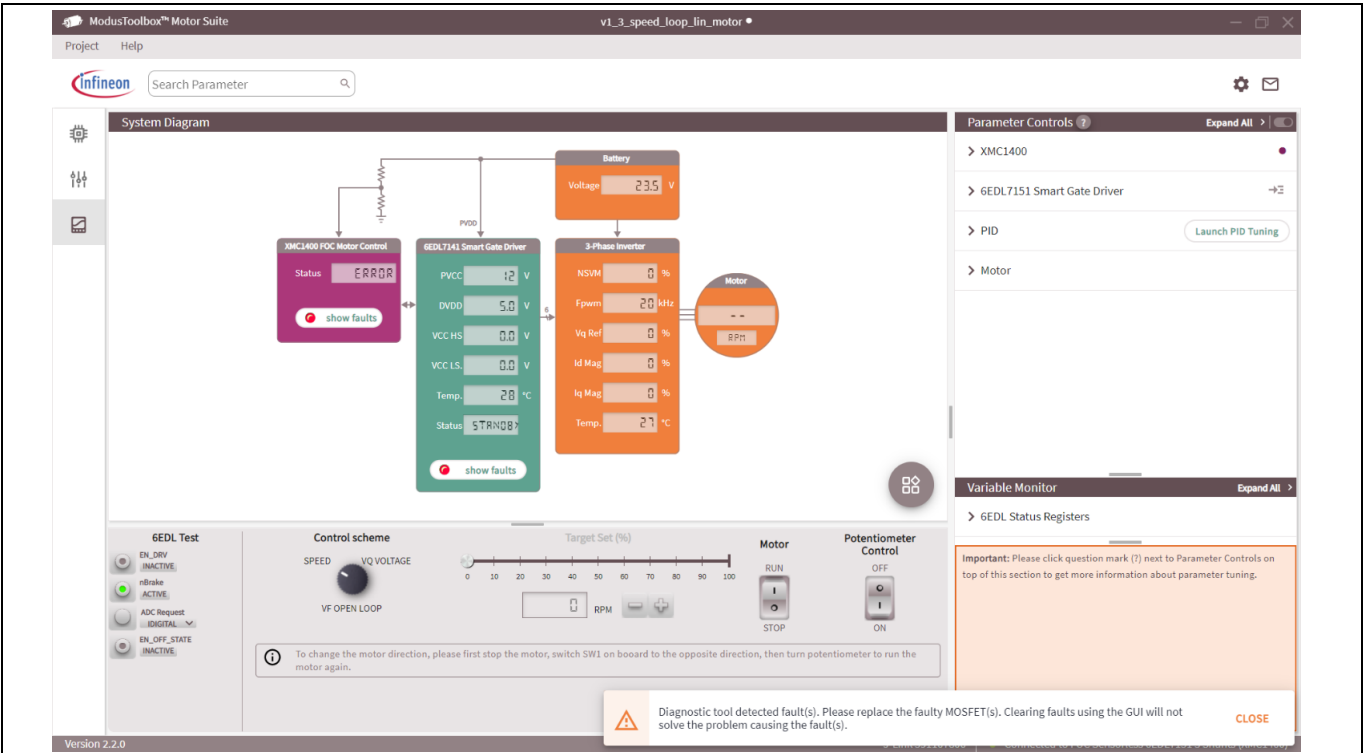 ModusToolbox™ Motor Suite
v1_3_speed_loop_lin_motor
Project Help
infineon
Search Parameter
System Diagram
Battery
Voltage 23.5 V
PVDD
XMC1400 FOC Motor Control
Status ERROR
show faults
6EDL7141 Smart Gate Driver
PVCC 12 V
DVDD 5.0 V
VCC HS 0.0 V
VCC LS. 0.0 V
Temp. 28 °C
Status STANDBY
show faults
6
3-Phase Inverter
NSVM 0 %
Fpwm 20 kHz
Vq Ref 0 %
Id Mag 0 %
Iq Mag 0 %
Temp. 27 °C
Motor
--
RPM
Parameter Controls ? Expand All >
XMC1400
6EDL7151 Smart Gate Driver
PID Launch PID Tuning
Motor
Variable Monitor Expand All >
6EDL Status Registers
Important: Please click question mark (?) next to Parameter Controls on
top of this section to get more information about parameter tuning.
6EDL Test
EN_DRV
INACTIVE
nBrake
ACTIVE
ADC Request
IDIGITAL
EN_OFF_STATE
INACTIVE
Control scheme
SPEED VQ VOLTAGE
VF OPEN LOOP
Target Set (%)
0 10 20 30 40 50 60 70 80 90 100
0 RPM
Motor
RUN
STOP
Potentiometer
Control
OFF
ON
To change the motor direction, please first stop the motor, switch SW1 on booard to the opposite direction, then turn potentiometer to run the
motor again.
Diagnostic tool detected fault(s). Please replace the faulty MOSFET(s). Clearing faults using the GUI will not
solve the problem causing the fault(s).
CLOSE
Version 2.2.0